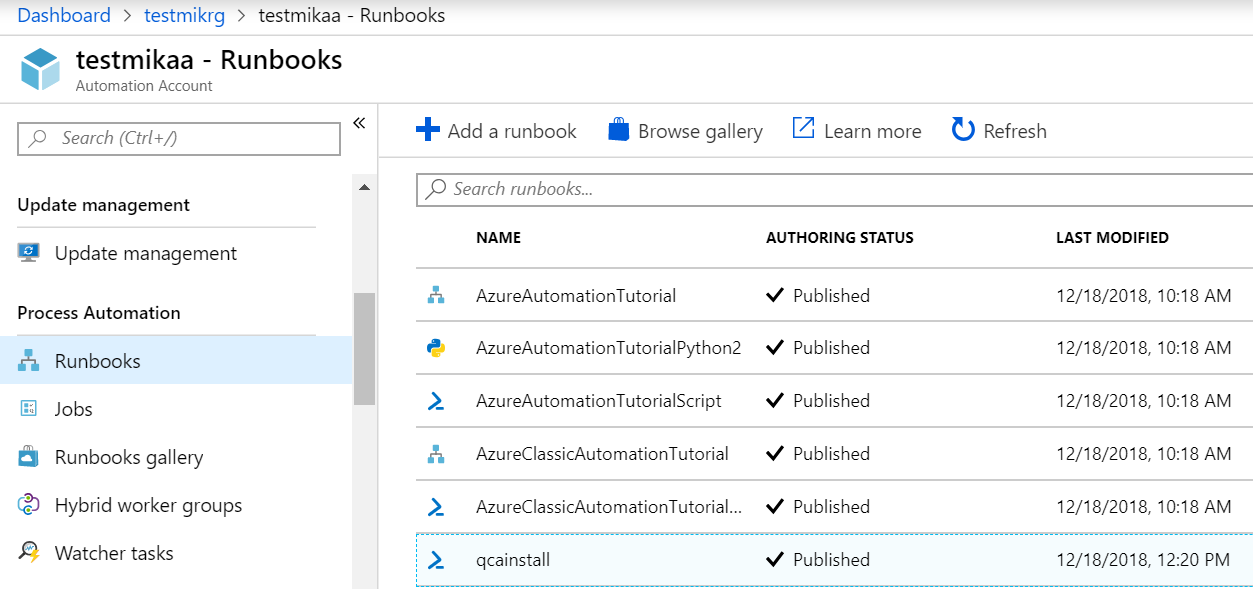 Dashboard > testmikrg > testmikaa - Runbooks
testmikaa - Runbooks
Automation Account
Search (Ctrl+/)
«
Update management
Update management
Process Automation
Runbooks
Jobs
Runbooks gallery
Hybrid worker groups
Watcher tasks
Add a runbook Browse gallery Learn more Refresh
Search runbooks...
NAME AUTHORING STATUS LAST MODIFIED
AzureAutomationTutorial Published 12/18/2018, 10:18 AM
AzureAutomationTutorialPython2 Published 12/18/2018, 10:18 AM
AzureAutomationTutorialScript Published 12/18/2018, 10:18 AM
AzureClassicAutomationTutorial Published 12/18/2018, 10:18 AM
AzureClassicAutomationTutorial... Published 12/18/2018, 10:18 AM
qcainstall Published 12/18/2018, 12:20 PM